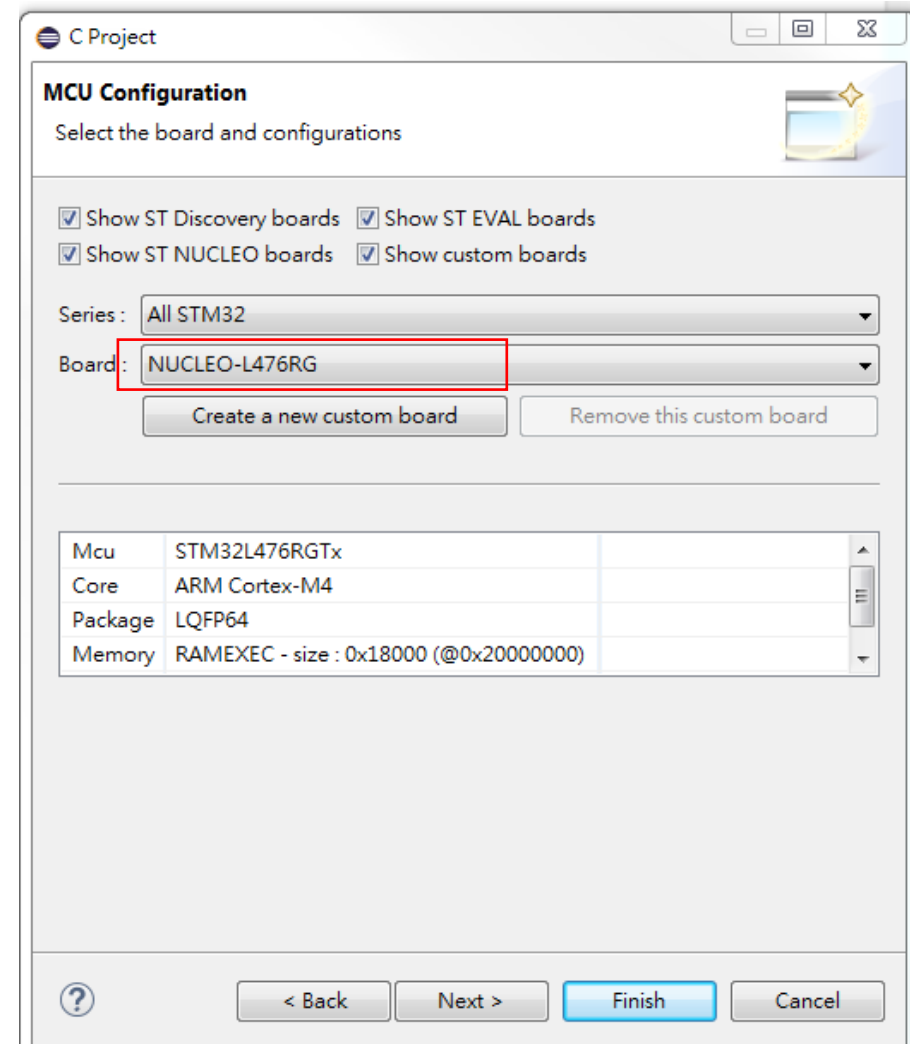 C Project
MCU Configuration
Select the board and configurations
Show ST Discovery boards Show ST EVAL boards
Show ST NUCLEO boards Show custom boards
Series : All STM32
Board : NUCLEO-L476RG
Create a new custom board Remove this custom board
Mcu STM32L476RGTx
Core ARM Cortex-M4
Package LQFP64
Memory RAMEXEC - size : 0x18000 (@0x20000000)
? < Back Next > Finish Cancel